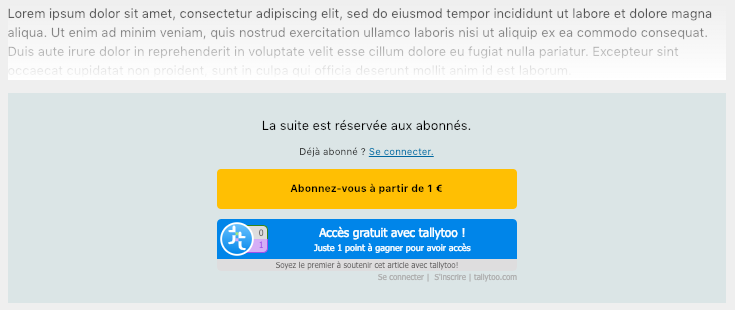 Lorem ipsum dolor sit amet, consectetur adipiscing elit, sed do eiusmod tempor incididunt ut labore et dolore magna
aliqua. Ut enim ad minim veniam, quis nostrud exercitation ullamco laboris nisi ut aliquip ex ea commodo consequat.
Duis aute irure dolor in reprehenderit in voluptate velit esse cillum dolore eu fugiat nulla pariatur. Excepteur sint
occaecat cupidatat non proident, sunt in culpa qui officia deserunt mollit anim id est laborum
La suite est réservée aux abonnés.
Déjà abonné ? Se connecter.
Abonnez-vous à partir de 1 €
0
1
Accès gratuit avec tallytoo !
Juste 1 point à gagner pour avoir accès
Soyez le premier à soutenir cet article avec tallytoo!
Se connecter | S'inscrire | tallytoo.com